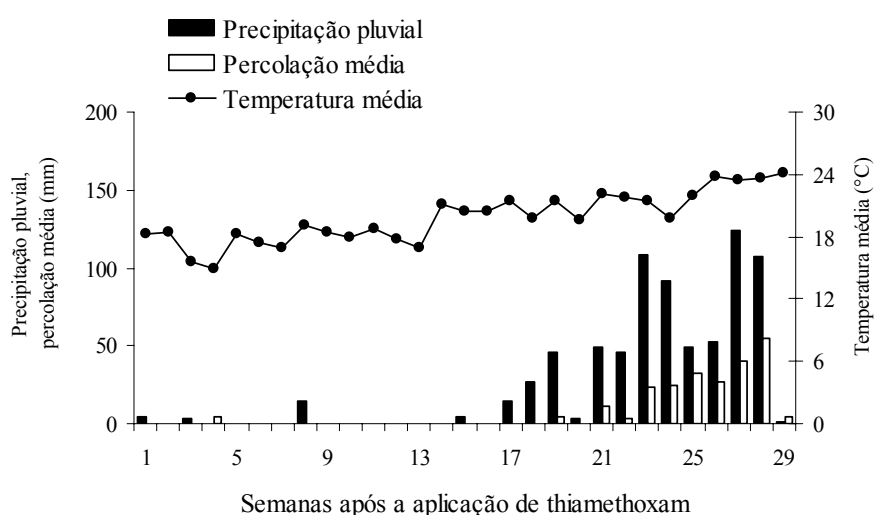 Precipitação pluvial
Percolação média
Temperatura média
200
150
100
50
0
Precipitação pluvial,
percolação média (mm)
30
24
18
12
6
0
Temperatura média (°C)
1 5 9 13 17 21 25 29
Semanas após a aplicação de thiamethoxam